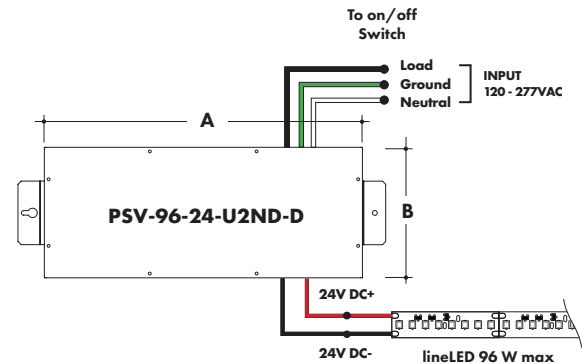 To on/off
Switch
Load
Ground
Neutral
INPUT
120 - 277VAC
A
B
PSV-96-24-U2ND-D
24V DC+
24V DC-
lineLED 96 W max